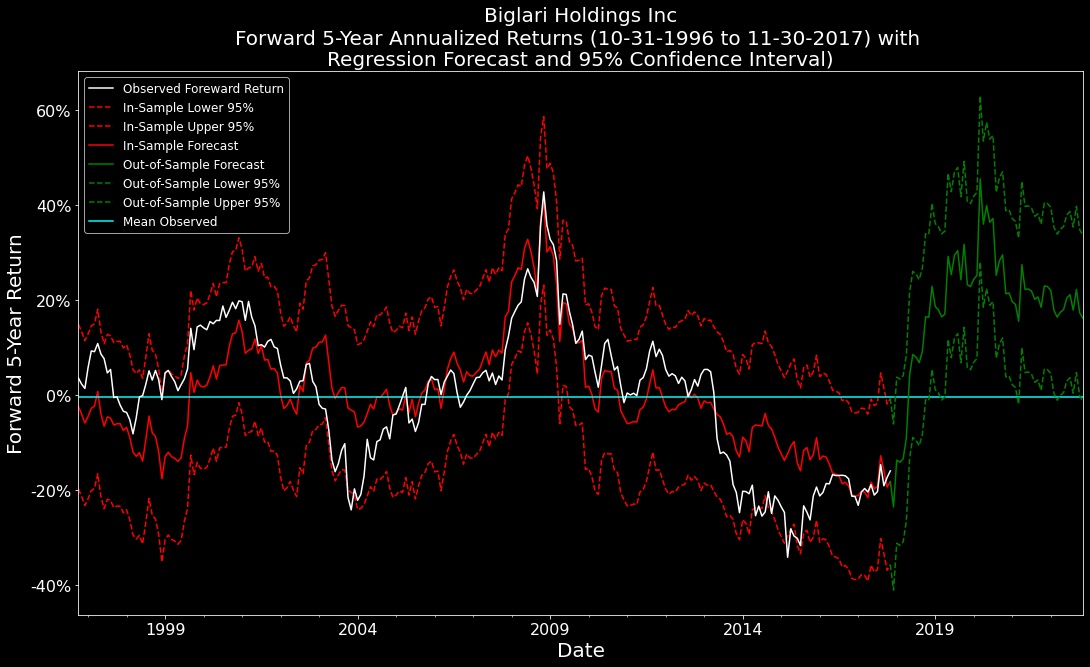 Biglari Holdings Inc
Forward 5-Year Annualized Returns (10-31-1996 to 11-30-2017) with
Regression Forecast and 95% Confidence Interval)
Observed Foreward Return
In-Sample Lower 95%
In-Sample Upper 95%
In-Sample Forecast
Out-of-Sample Forecast
Out-of-Sample Lower 95%
Out-of-Sample Upper 95%
Mean Observed
Forward 5-Year Return
60%
40%
20%
0%
-20%
-40%
1999 2004 2009 2014 2019
Date